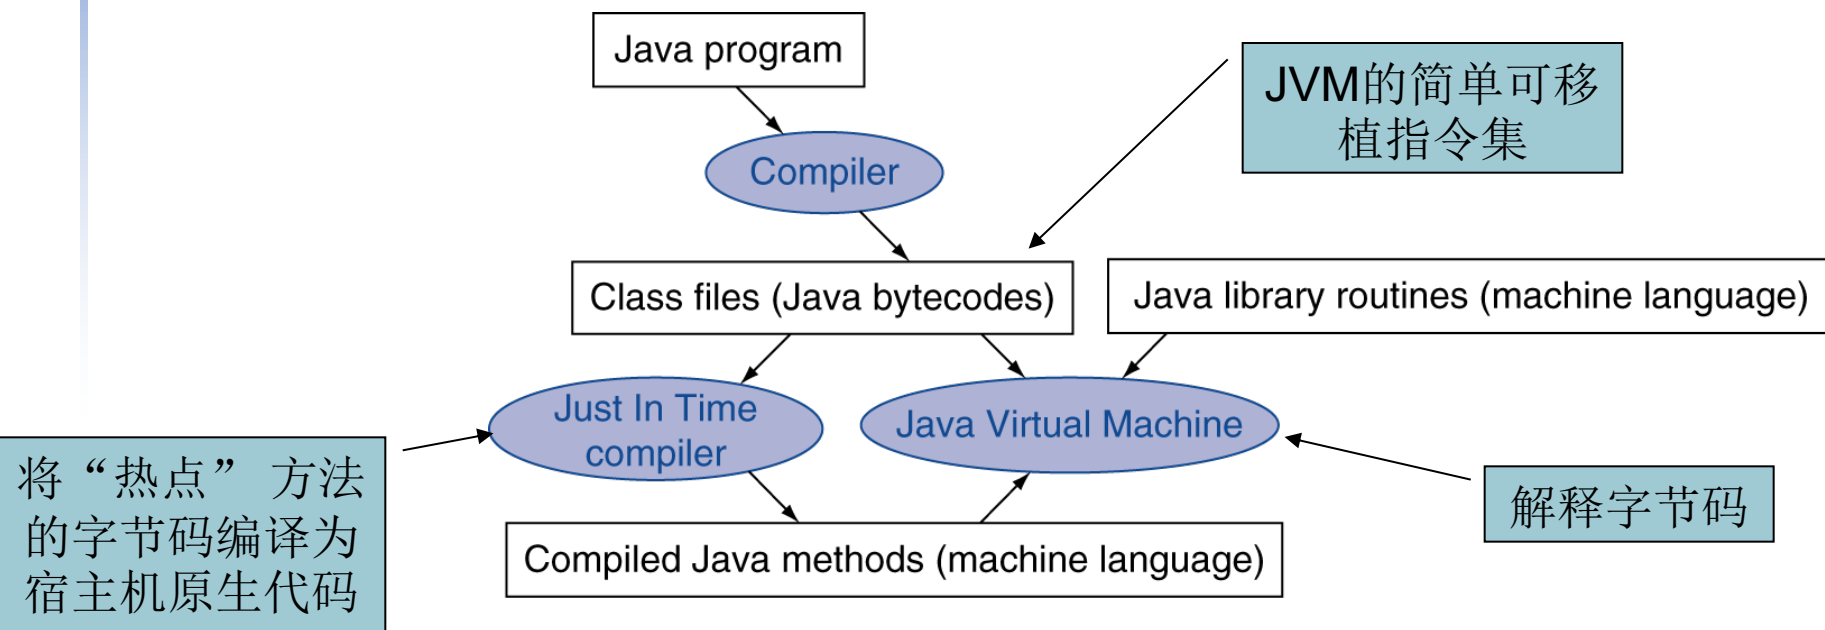 Java program
JVM的简单可移
植指令集
Compiler
Class files (Java bytecodes)
Java library routines (machine language)
Just In Time
compiler
Java Virtual Machine
将“热点” 方法
的字节码编译为
宿主机原生代码
解释字节码
Compiled Java methods (machine language)